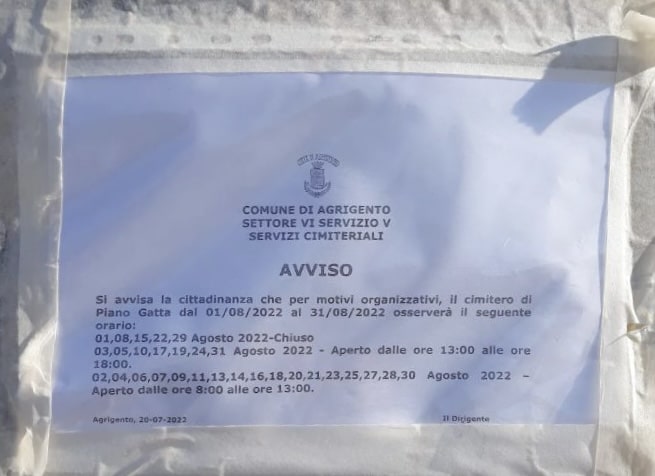 COMUNE DI AGRIGENTO
SETTORE VI SERVIZIO V
SERVIZI CIMITERIALI
AVVISO
Si avvisa la cittadinanza che per motivi organizzativi, il cimitero di
Piano Gatta dal 01/08/2022 al 31/08/2022 osserverà il seguente
orario:
01,08,15,22,29 Agosto 2022-Chiuso
03,05,10,17,19,24,31 Agosto 2022 - Aperto dalle ore 13:00 alle ore
18:00.
02,04,06,07,09,11,13,14,16,18,20,21,23,25,27,28,30 Agosto 2022 –
Aperto dalle ore 8:00 alle ore 13:00.
Agrigento, 20-07-2022
Il Dirigente